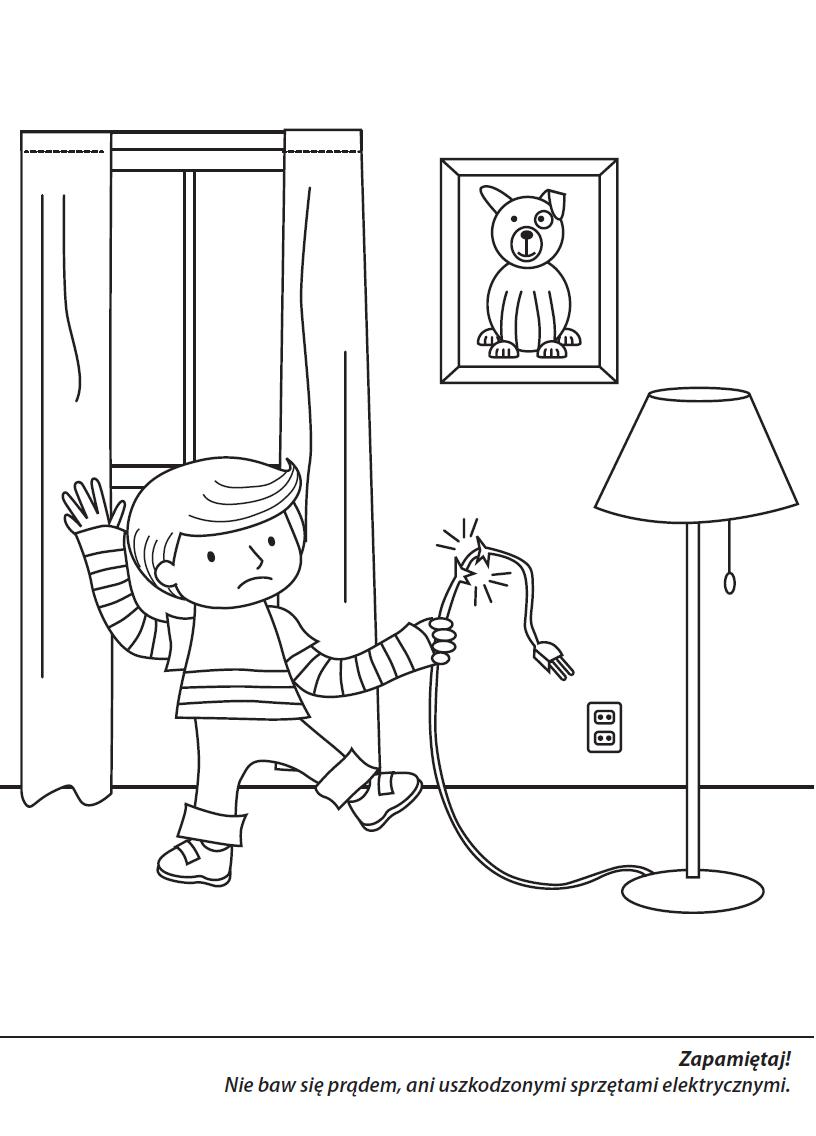 Zapamiętaj!
Nie baw się prądem, ani uszkodzonymi sprzętami elektrycznymi.